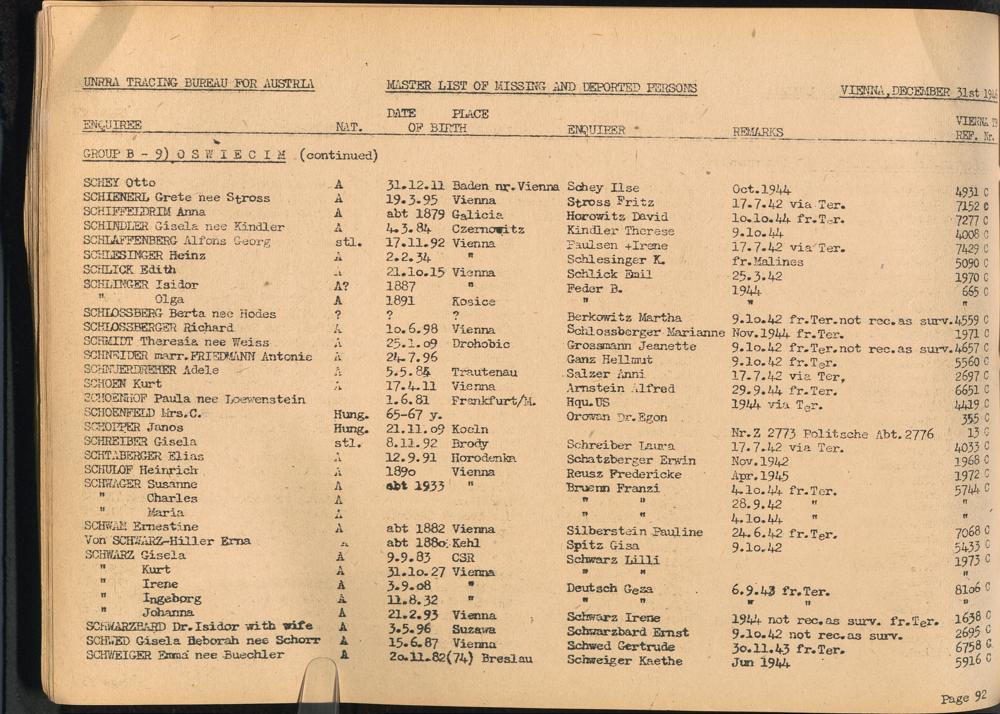 UNRRA TRACING BUREAU FOR AUSTRIA MASTER LIST OF MISSING AND DEPORTED PERSONS VIENNA, DECEMBER 31st 194
DATE PLACE VIENNA
ENQUIREE NAT. OF BIRTH ENQUIRER REMARKS REF. Nr.
GROUP B - 9) O S W I E C I M (continued)
SCHEY Otto A 31.12.11 Baden nr.Vienna Schey Ilse Oct.1944 4931 C
SCHIENERL Grete nee Stross A 19.3.95 Vienna Stross Fritz 17.7.42 via Ter. 7152 C
SCHIFFELDRIM Anna A abt 1879 Galicia Horowitz David 10.10.44 fr.Ter. 7277 C
SCHINDLER Gisela nee Kindler A 4.3.84 Czernowitz Kindler Therese 9.10.44 4008 C
SCHLAFFENBERG Alfons Georg stl. 17.11.92 Vienna Paulsen +Irene 17.7.42 via Ter. 7429 C
SCHLESINGER Heinz A 2.2.34 " Schlesinger K. fr.Malines 5090 C
SCHLICK Edith A 21.10.15 Vienna Schlick Emil 25.3.42 1970 C
SCHLINGER Isidor A? 1887 Feder B. 1944 665 C
" Olga A 1891 Kosice " " "
SCHLOSSBERG Berta nee Hodes ? ? ? Berkowitz Martha 9.10.42 fr.Ter.not rec.as surv. 4559 C
SCHLOSSBERGER Richard A 10.6.98 Vienna Schlossberger Marianne Nov.1944 fr.Ter. 1971 C
SCHMIDT Theresia nee Weiss A 25.1.09 Drohobic Grossmann Jeanette 9.10.42 fr.Ter.not rec.as surv. 4657 C
SCHNEIDER marr.FRIEDMANN Antonie A 24.7.96 Ganz Hellmut 9.10.42 fr.Ter. 5560 C
SCHNUERDREHER Adele A 5.5.84 Trautenau Salzer Anni 17.7.42 via Ter, 2697 C
SCHOEN Kurt A 17.4.11 Vienna Arnstein Alfred 29.9.44 fr.Ter. 6651 C
SCHOENHOF Paula nee Loewenstein 1.6.81 Frankfurt/M. Hqu.US 1944 via Ter. 4419 C
SCHOENFELD Mrs.C. Hung. 65-67 y. Orowan Dr.Egon 355 C
SCHOPPER Janos Hung. 21.11.09 Koeln Nr.Z 2773 Politsche Abt.2776 13 C
SCHREIBER Gisela stl. 8.11.92 Brody Schreiber Laura 17.7.42 via Ter. 4033 C
SCHTABERGER Elias A 12.9.91 Horodenka Schatzberger Erwin Nov.1942 1968 C
SCHULOF Heinrich A 1890 Vienna Reusz Fredericke Apr.1945 1972 C
SCHWAGER Susanne A abt 1933 " Bruenn Franzi 4.10.44 fr.Ter. 5744 C
" Charles A " " 28.9.42 " "
" Maria A " " 4.10.44 " "
SCHWAM Ernestine A abt 1882 Vienna Silberstein Pauline 24.6.42 fr.Ter. 7068 C
Von SCHWARZ-Hiller Erna A abt 1880 Kehl Spitz Gisa 9.10.42 5433 C
SCHWARZ Gisela A 9.9.83 CSR Schwarz Lilli 1973 C
" Kurt A 31.10.27 Vienna " " "
" Irene A 3.9.08 " Deutsch Geza 6.9.43 fr.Ter. 8106 C
" Ingeborg A 11.8.32 " " " " " "
" Johanna A 21.2.93 Vienna Schwarz Irene 1944 not rec.as surv. fr.Ter. 1638 C
SCHWARZBARD Dr.Isidor with wife A 3.5.96 Suzawa Schwarzbard Ernst 9.10.42 not rec.as surv. 2695 C
SCHWED Gisela Deborah nee Schorr A 15.6.87 Vienna Schwed Gertrude 30.11.43 fr.Ter. 6758 C
SCHWEIGER Emma nee Buechler A 20.11.82(74) Breslau Schweiger Kaethe Jun 1944 5916 C
Page 92